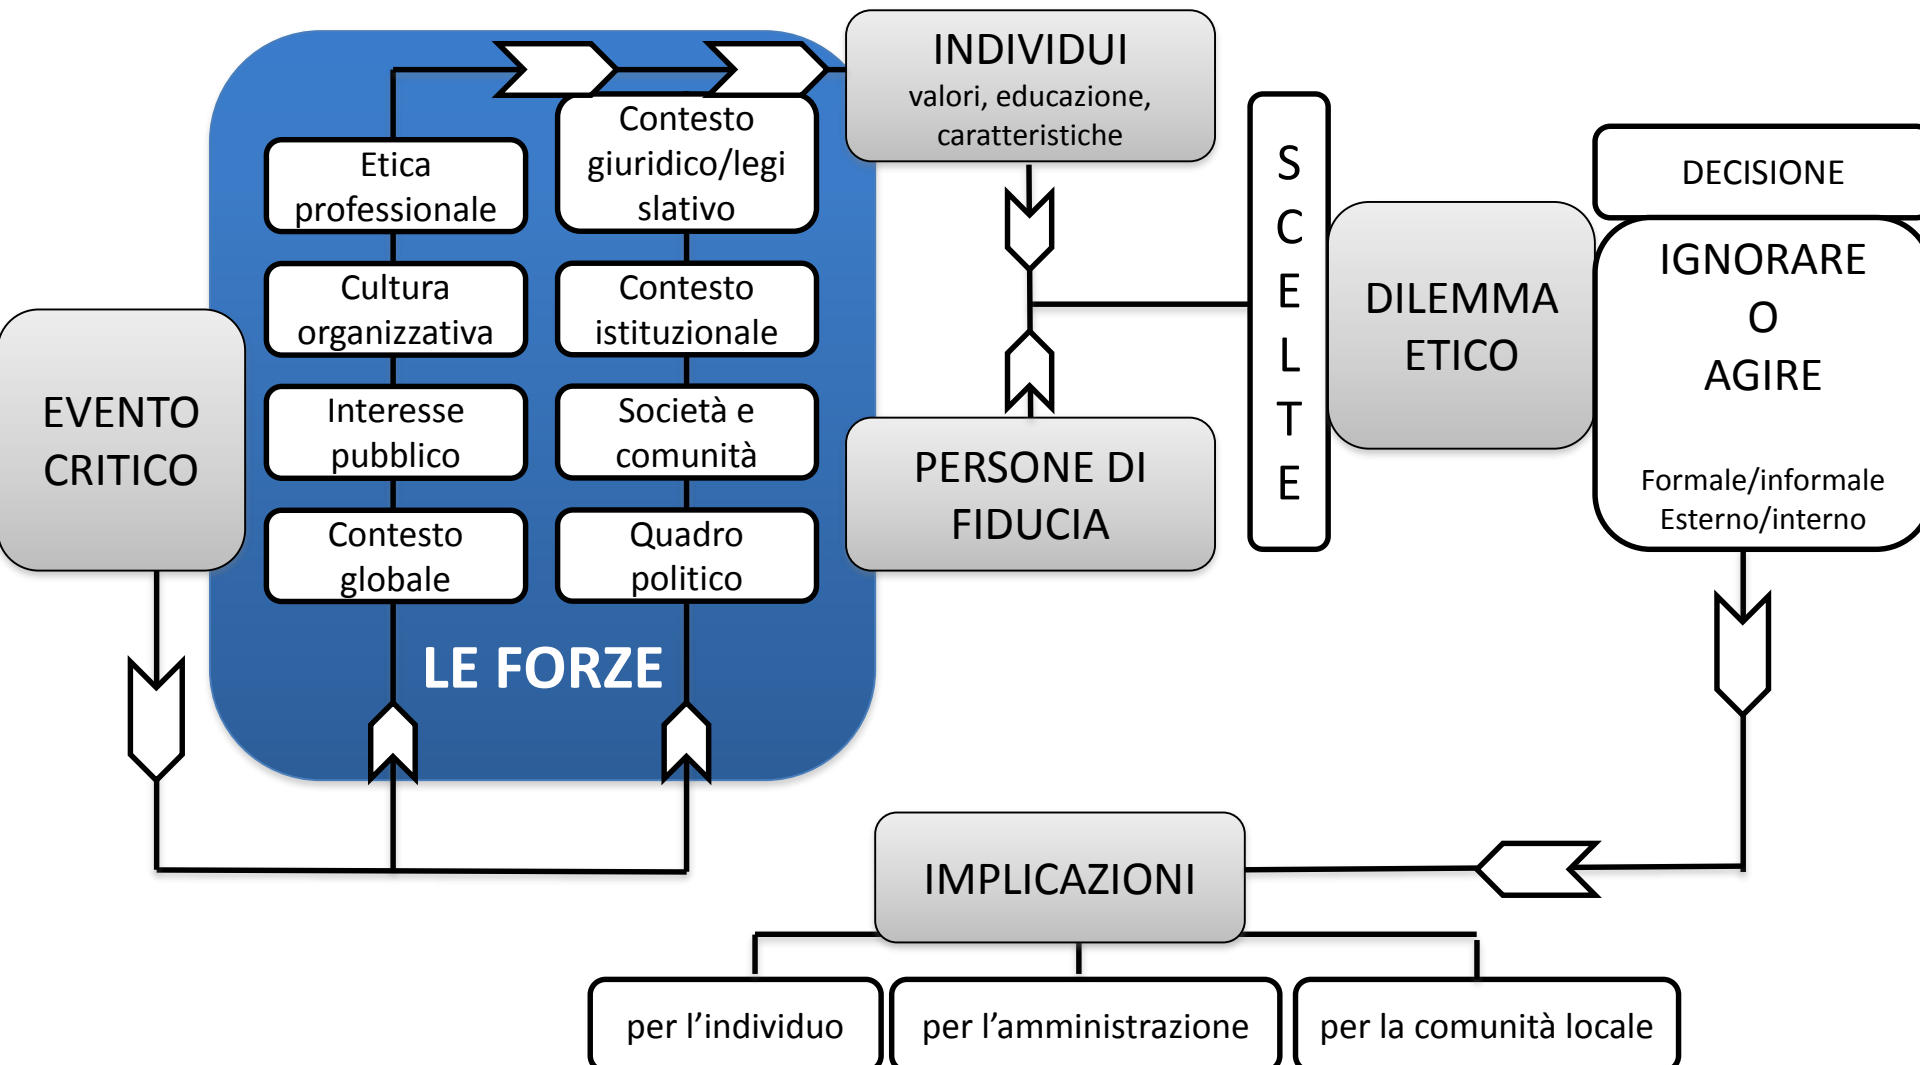 EVENTO
CRITICO
Etica
professionale
Cultura
organizzativa
Interesse
pubblico
Contesto
globale
Contesto
giuridico/legi
slativo
Contesto
istituzionale
Società e
comunità
Quadro
politico
LE FORZE
INDIVIDUI
valori, educazione,
caratteristiche
PERSONE DI
FIDUCIA
S
C
E
L
T
E
DILEMMA
ETICO
DECISIONE
IGNORARE
O
AGIRE
Formale/informale
Esterno/interno
IMPLICAZIONI
per l’individuo
per l’amministrazione
per la comunità locale